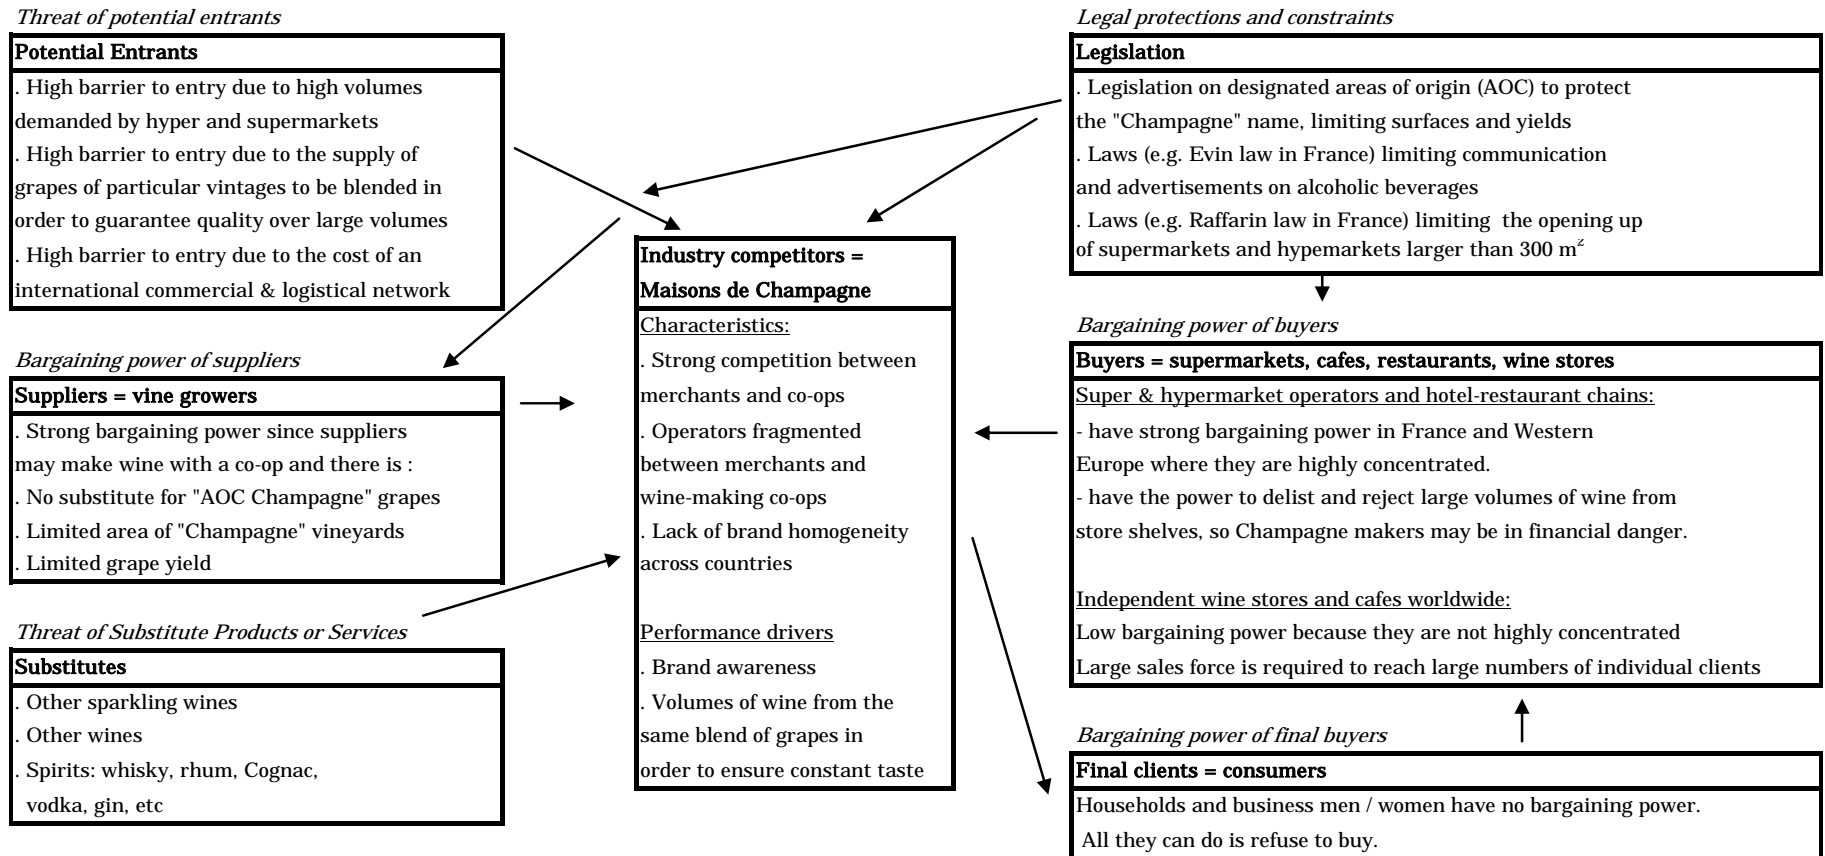 Threat of potential entrants
Potential Entrants
. High barrier to entry due to high volumes
demanded by hyper and supermarkets
. High barrier to entry due to the supply of
grapes of particular vintages to be blended in
order to guarantee quality over large volumes
. High barrier to entry due to the cost of an
international commercial & logistical network
Bargaining power of suppliers
Suppliers = vine growers
. Strong bargaining power since suppliers
may make wine with a co-op and there is :
. No substitute for "AOC Champagne" grapes
. Limited area of "Champagne" vineyards
. Limited grape yield
Threat of Substitute Products or Services
Substitutes
. Other sparkling wines
. Other wines
. Spirits: whisky, rhum, Cognac,
vodka, gin, etc
Industry competitors =
Maisons de Champagne
Characteristics:
. Strong competition between
merchants and co-ops
. Operators fragmented
between merchants and
wine-making co-ops
. Lack of brand homogeneity
across countries
Performance drivers
. Brand awareness
. Volumes of wine from the
same blend of grapes in
order to ensure constant taste
Legal protections and constraints
Legislation
. Legislation on designated areas of origin (AOC) to protect
the "Champagne" name, limiting surfaces and yields
. Laws (e.g. Evin law in France) limiting communication
and advertisements on alcoholic beverages
. Laws (e.g. Raffarin law in France) limiting the opening up
of supermarkets and hypemarkets larger than 300 m²
Bargaining power of buyers
Buyers = supermarkets, cafes, restaurants, wine stores
Super & hypermarket operators and hotel-restaurant chains:
- have strong bargaining power in France and Western
Europe where they are highly concentrated.
- have the power to delist and reject large volumes of wine from
store shelves, so Champagne makers may be in financial danger.
Independent wine stores and cafes worldwide:
Low bargaining power because they are not highly concentrated
Large sales force is required to reach large numbers of individual clients
Bargaining power of final buyers
Final clients = consumers
Households and business men / women have no bargaining power.
All they can do is refuse to buy.